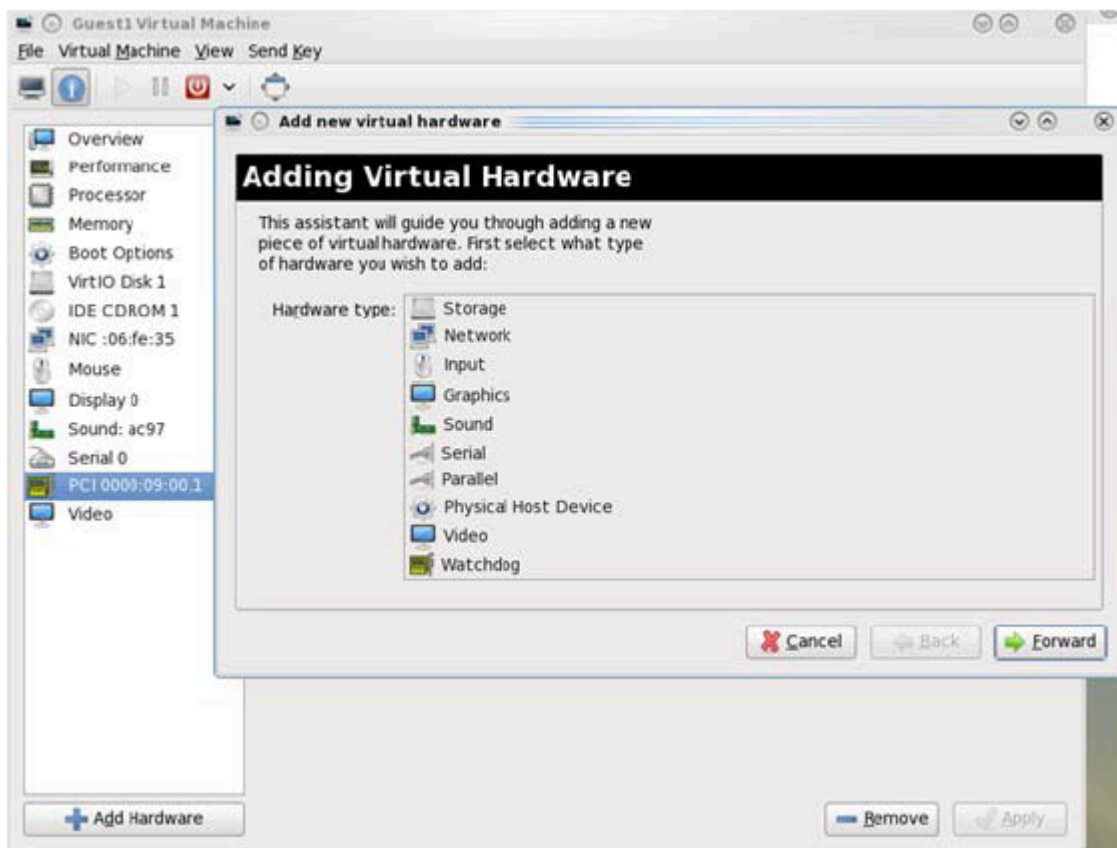 Guest1 Virtual Machine
File Virtual Machine View Send Key
Add new virtual hardware
Overview
Performance
Processor
Memory
Boot Options
VirtIO Disk 1
IDE CDROM 1
NIC :06:fe:35
Mouse
Display 0
Sound: ac97
Serial 0
PCI 0000:09:00.1
Video
Adding Virtual Hardware
This assistant will guide you through adding a new
piece of virtual hardware. First select what type
of hardware you wish to add:
Hardware type:
Storage
Network
Input
Graphics
Sound
Serial
Parallel
Physical Host Device
Video
Watchdog
Cancel Back Forward
Add Hardware Remove Apply